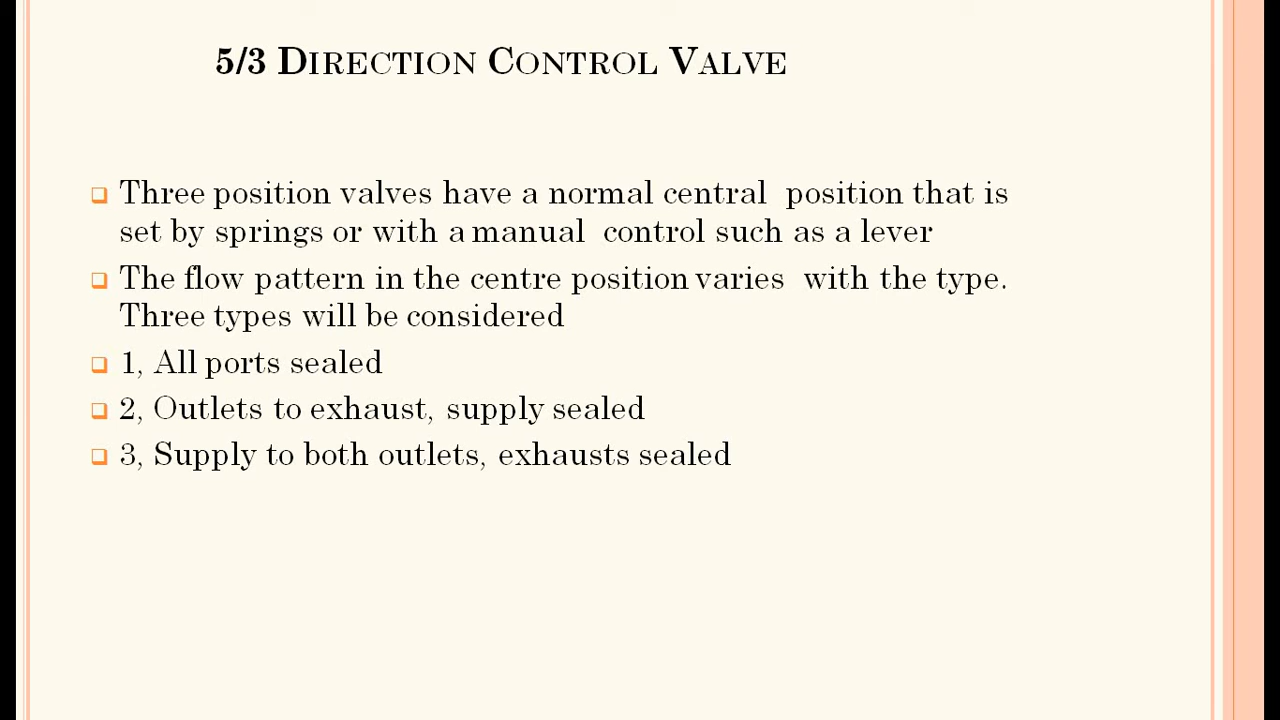 5/3 Direction Control Valve
Three position valves have a normal central position that is
set by springs or with a manual control such as a lever
The flow pattern in the centre position varies with the type.
Three types will be considered
1, All ports sealed
2, Outlets to exhaust, supply sealed
3, Supply to both outlets, exhausts sealed